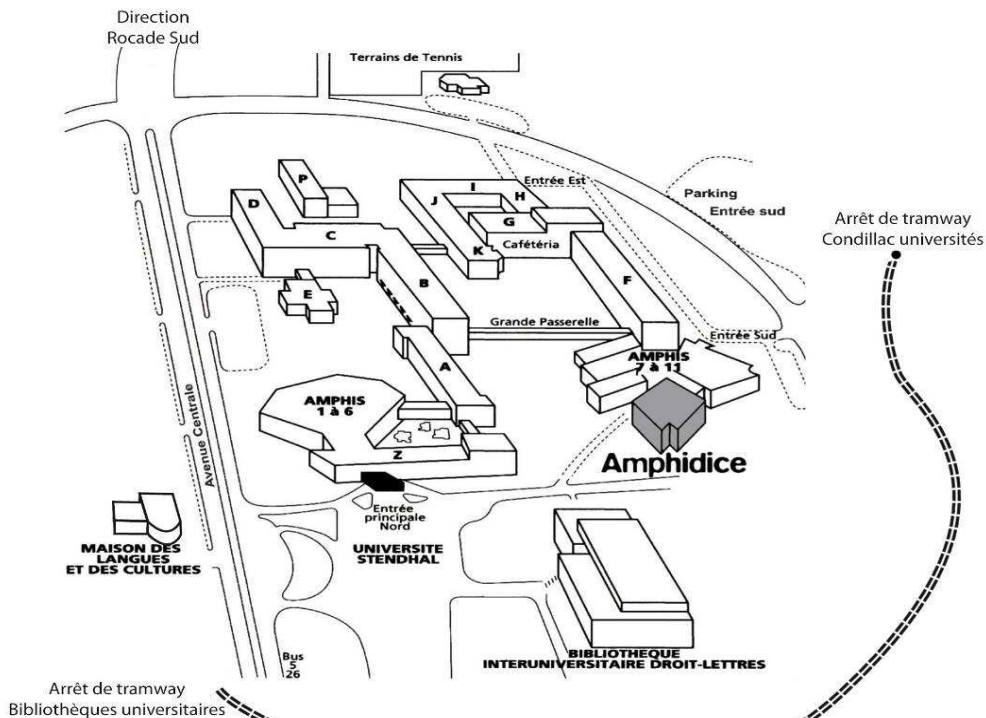 Direction
Rocade Sud
Terrains de Tennis
P
I
Entrée Est
H
D
J
Parking
G
Entrée sud
Arrêt de tramway
Condillac universités
C
K
Cafétéria
E
B
F
Grande Passerelle
Entrée Sud
A
AMPHIS
7 à 11
AMPHIS
1 à 6
Avenue Centrale
Z
Amphidice
Entrée
principale
Nord
MAISON DES
LANGUES
ET DES CULTURES
UNIVERSITE
STENDHAL
Bus
5
26
BIBLIOTHEQUE
INTERUNIVERSITAIRE DROIT-LETTRES
Arrêt de tramway
Bibliothèques universitaires